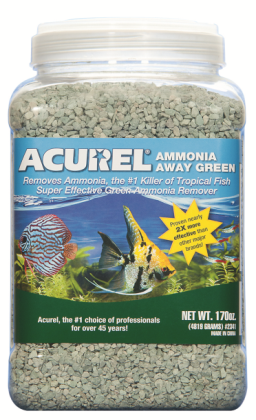 ACUREL® AMMONIA
AWAY GREEN
Removes Ammonia, the #1 Killer of Tropical Fish
Super Effective Green Ammonia Remover
Proven nearly
2X more
effective than
other major
brands!
Acurel, the #1 choice of professionals
for over 45 years!
NET WT. 170oz.
(4819 GRAMS) #2341
MADE IN CHINA